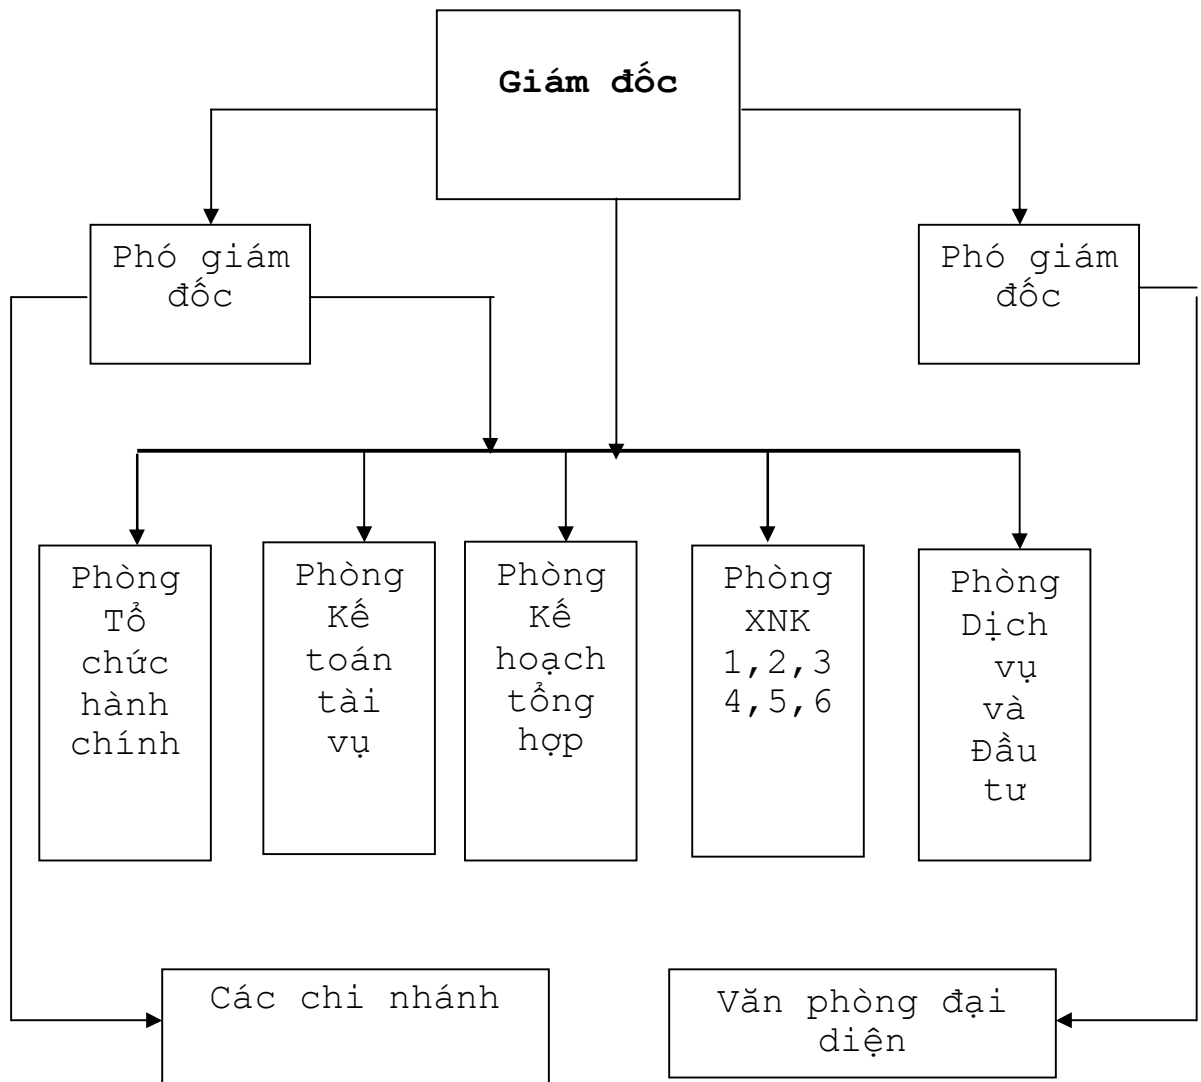 Giám đốc
Phó giám
đốc
Phó giám
đốc
Phòng
Tổ
chức
hành
chính
Phòng
Kế
toán
tài
vụ
Phòng
Kế
hoạch
tổng
hợp
Phòng
XNK
1,2,3
4,5,6
Phòng
Dịch
vụ
và
Đầu
tư
Các chi nhánh
Văn phòng đại
diện